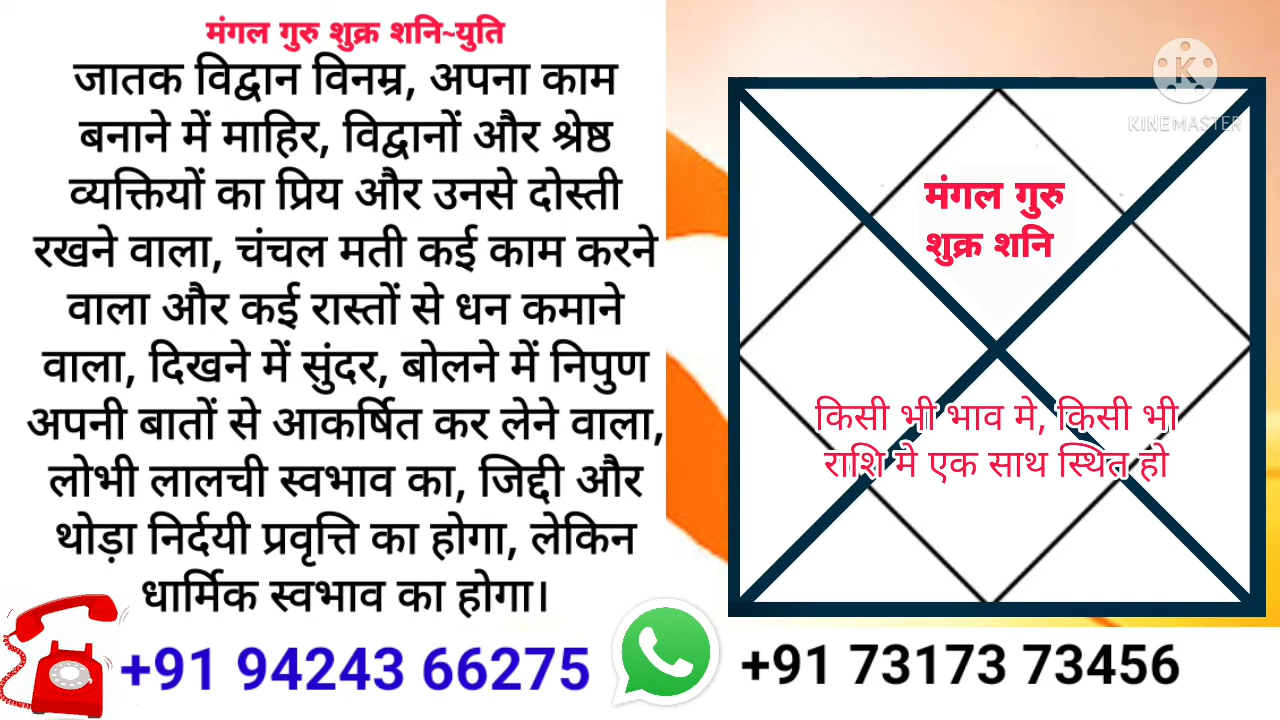 मंगल गुरु शुक्र शनि~युति
जातक विद्वान विनम्र, अपना काम
बनाने में माहिर, विद्वानों और श्रेष्ठ
व्यक्तियों का प्रिय और उनसे दोस्ती
रखने वाला, चंचल मती कई काम करने
वाला और कई रास्तों से धन कमाने
वाला, दिखने में सुंदर, बोलने में निपुण
अपनी बातों से आकर्षित कर लेने वाला,
लोभी लालची स्वभाव का, जिद्दी और
थोड़ा निर्दयी प्रवृत्ति का होगा, लेकिन
धार्मिक स्वभाव का होगा।
+91 94243 66275
K
KINEMASTER
मंगल गुरु
शुक्र शनि
किसी भी भाव मे, किसी भी
राशि मे एक साथ स्थित हो
+91 73173 73456